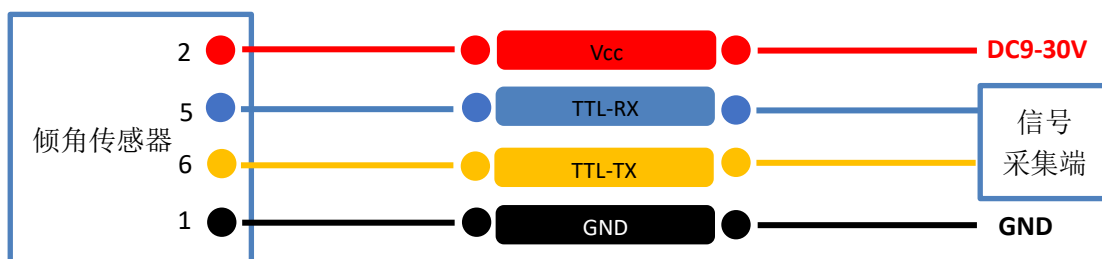 2 Vcc DC9-30V
5 TTL-RX
倾角传感器
信号
采集端
6 TTL-TX
1 GND GND